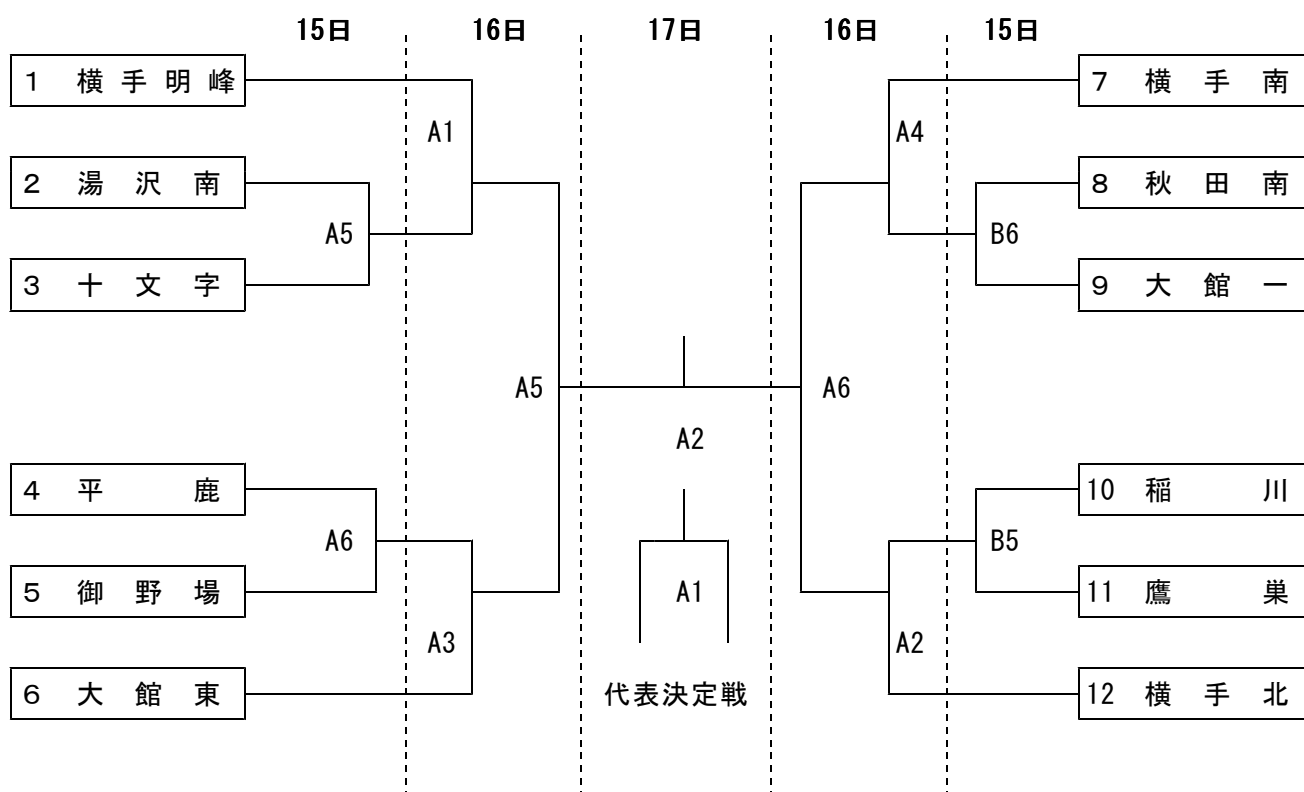 15日 16日 17日 16日 15日
1 横手明峰
7 横手南
A1
A4
2 湯沢南
8 秋田南
A5
B6
3 十文字
9 大館一
A5
A6
A2
4 平鹿
10 稲川
A6
B5
5 御野場
11 鷹巣
A1
A3
A2
6 大館東
代表決定戦
12 横手北